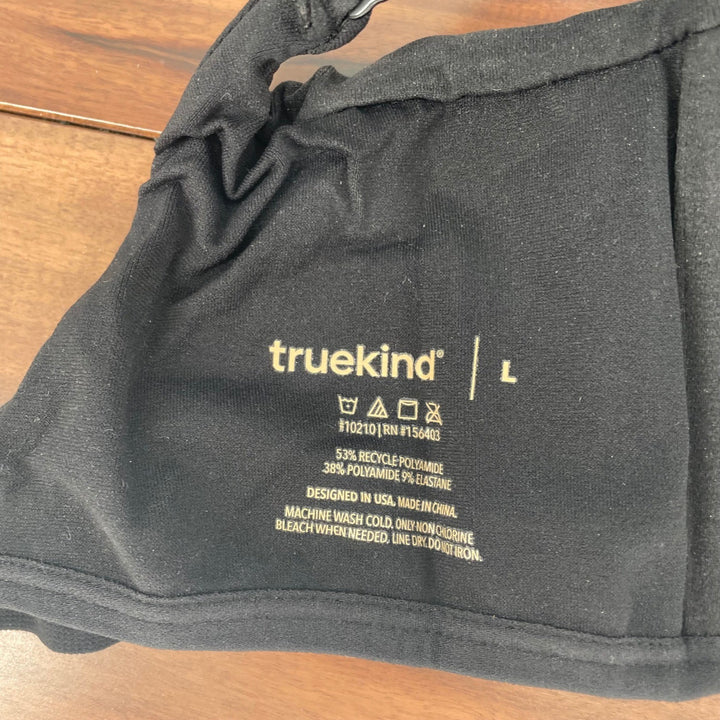 truekind® | L
#10210 | RN #156403
53% RECYCLE POLYAMIDE
38% POLYAMIDE 9% ELASTANE
DESIGNED IN USA. MADE IN CHINA.
MACHINE WASH COLD. ONLY NON CHLORINE
BLEACH WHEN NEEDED. LINE DRY. DO NOT IRON.